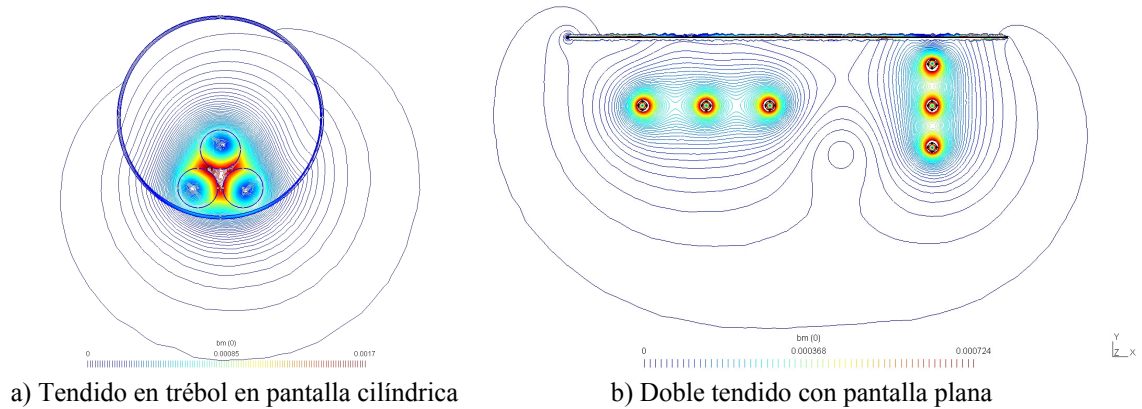 bm (0)
0 0.00085 0.0017
bm (0)
0 0.000368 0.000724
Y
Z X
a) Tendido en trébol en pantalla cilíndrica
b) Doble tendido con pantalla plana